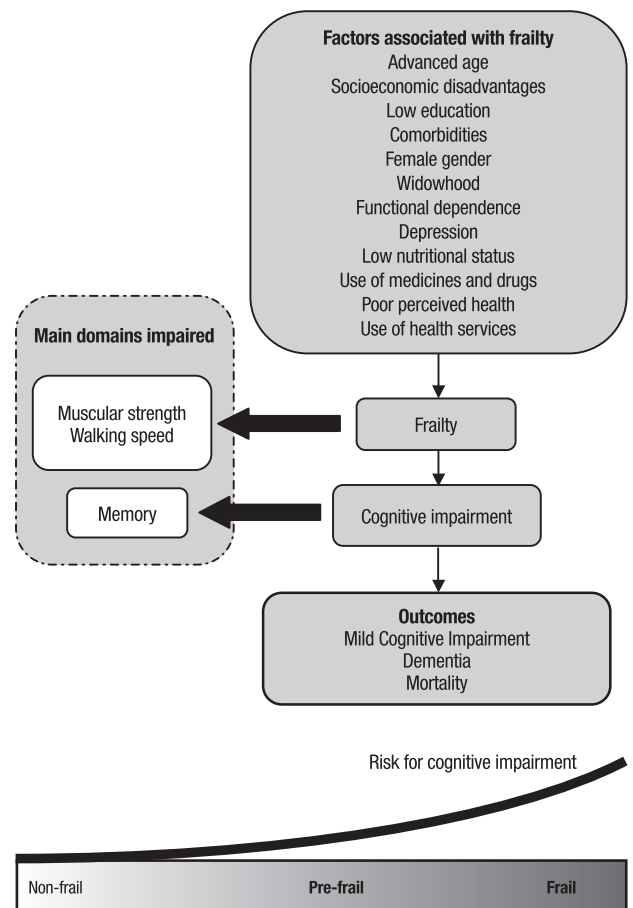 Factors associated with frailty
Advanced age
Socioeconomic disadvantages
Low education
Comorbidities
Female gender
Widowhood
Functional dependence
Depression
Low nutritional status
Use of medicines and drugs
Poor perceived health
Use of health services
Main domains impaired
Muscular strength
Walking speed
Frailty
Memory
Cognitive impairment
Outcomes
Mild Cognitive Impairment
Dementia
Mortality
Risk for cognitive impairment
Non-frail
Pre-frail
Frail